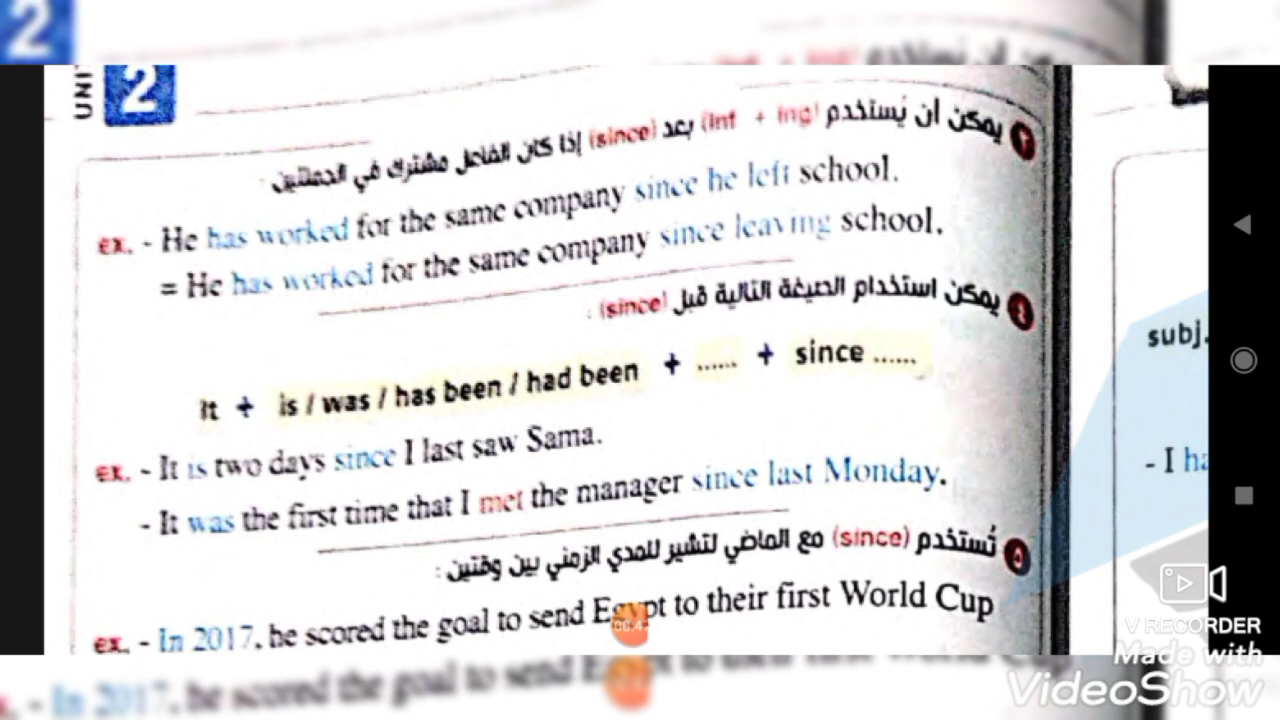 2
UNI
2
٣ يمكن أن يُستخدم (inf + ing) بعد (since) إذا كان الفاعل مشترك في الجملتين :
ex. - He has worked for the same company since he left school.
= He has worked for the same company since leaving school.
٤ يمكن استخدام الصيغة التالية قبل (since) :
It + is / was / has been / had been + ...... + since ......
ex. - It is two days since I last saw Sama.
- It was the first time that I met the manager since last Monday.
٥ تُستخدم (since) مع الماضي لتشير للمدي الزمني بين وقتين :
ex. - In 2017, he scored the goal to send Egypt to their first World Cup
subj.
- I ha
V RECORDER
Made with
VideoShow
- In 2017, he scored the goal to send Egypt to their first World Cup